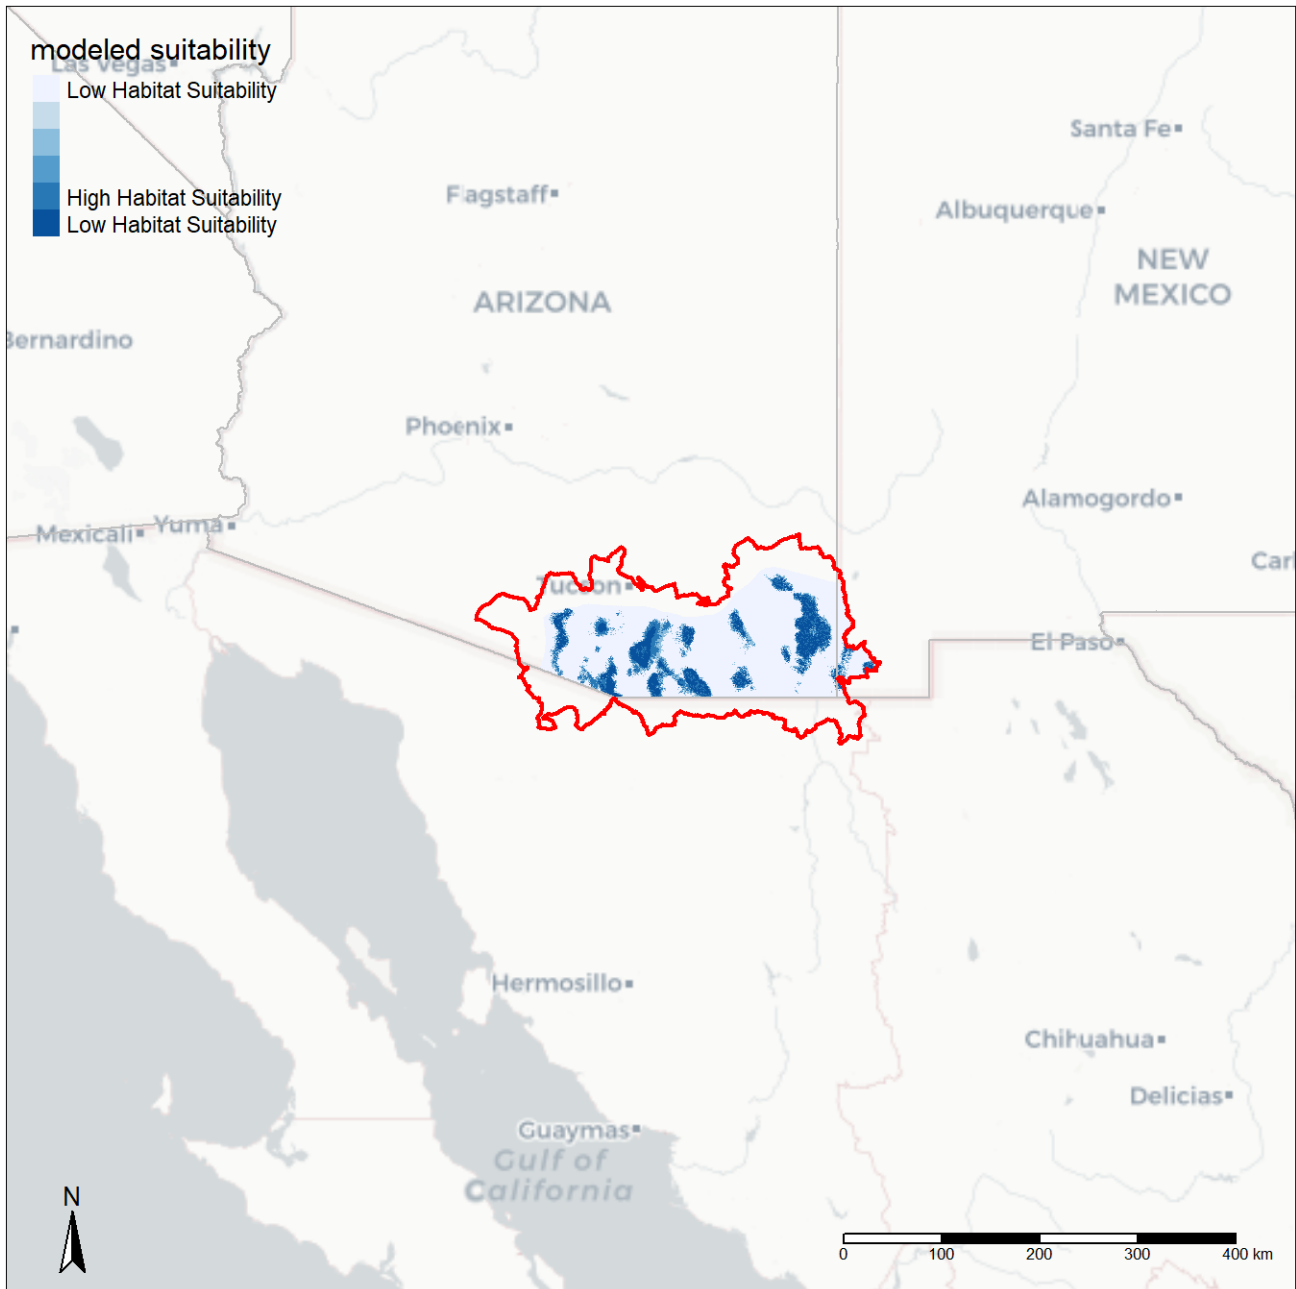 modeled suitability
Las Vegas
Low Habitat Suitability
High Habitat Suitability
Low Habitat Suitability
Santa Fe
Flagstaff
Albuquerque
NEW
MEXICO
ARIZONA
Bernardino
Phoenix
Alamogordo
Mexicali
Yuma
Carl
Tucson
El Paso
Hermosillo
Chihuahua
Delicias
Guaymas
Gulf of
California
N
0 100 200 300 400 km